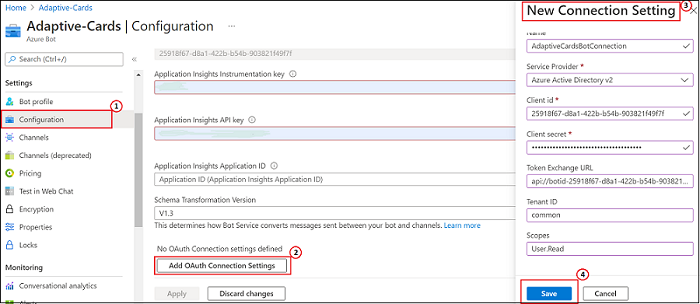 Home > Adaptive-Cards
Adaptive-Cards | Configuration
...
Azure Bot
Search (Ctrl+/)
«
Settings
Bot profile
1
Configuration
Channels
Channels (deprecated)
Pricing
Test in Web Chat
Encryption
Properties
Locks
Monitoring
Conversational analytics
Alerts
25918f67-d8a1-422b-b54b-903821f49f7f
Application Insights Instrumentation key
Application Insights API key
Application Insights Application ID
Application ID (Application Insights Application ID)
Schema Transformation Version
V1.3
This determines how Bot Service converts messages sent between your bot and channels. Learn more
No OAuth Connection settings defined
2
Add OAuth Connection Settings
Apply
Discard changes
New Connection Setting
3
Name
AdaptiveCardsBotConnection
Service Provider *
Azure Active Directory v2
Client id *
25918f67-d8a1-422b-b54b-903821f49f7f
Client secret *
Token Exchange URL
api://botid-25918f67-d8a1-422b-b54b-903821...
Tenant ID
common
Scopes
User.Read
4
Save
Cancel